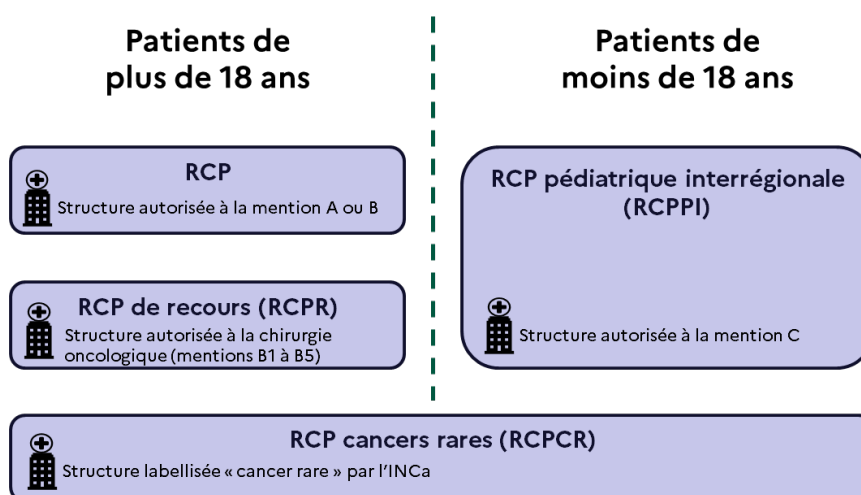 Patients de
plus de 18 ans
Patients de
moins de 18 ans
RCP
Structure autorisée à la mention A ou B
RCP de recours (RCPR)
Structure autorisée à la chirurgie
oncologique (mentions B1 à B5)
RCP pédiatrique interrégionale
(RCPPI)
Structure autorisée à la mention C
RCP cancers rares (RCPCR)
Structure labellisée « cancer rare » par l'INCa